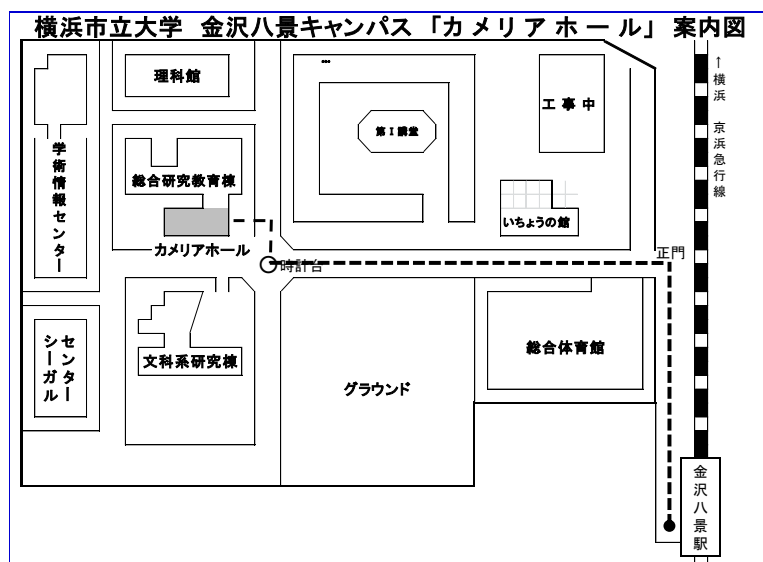 横浜市立大学 金沢八景キャンパス「カメリアホール」案内図
理科館
...
第Ⅰ講堂
工事中
↑横浜 京浜急行線
学術情報センター
総合研究教育棟
いちょうの館
カメリアホール
時計台
正門
シーガルセンター
文科系研究棟
グラウンド
総合体育館
金沢八景駅